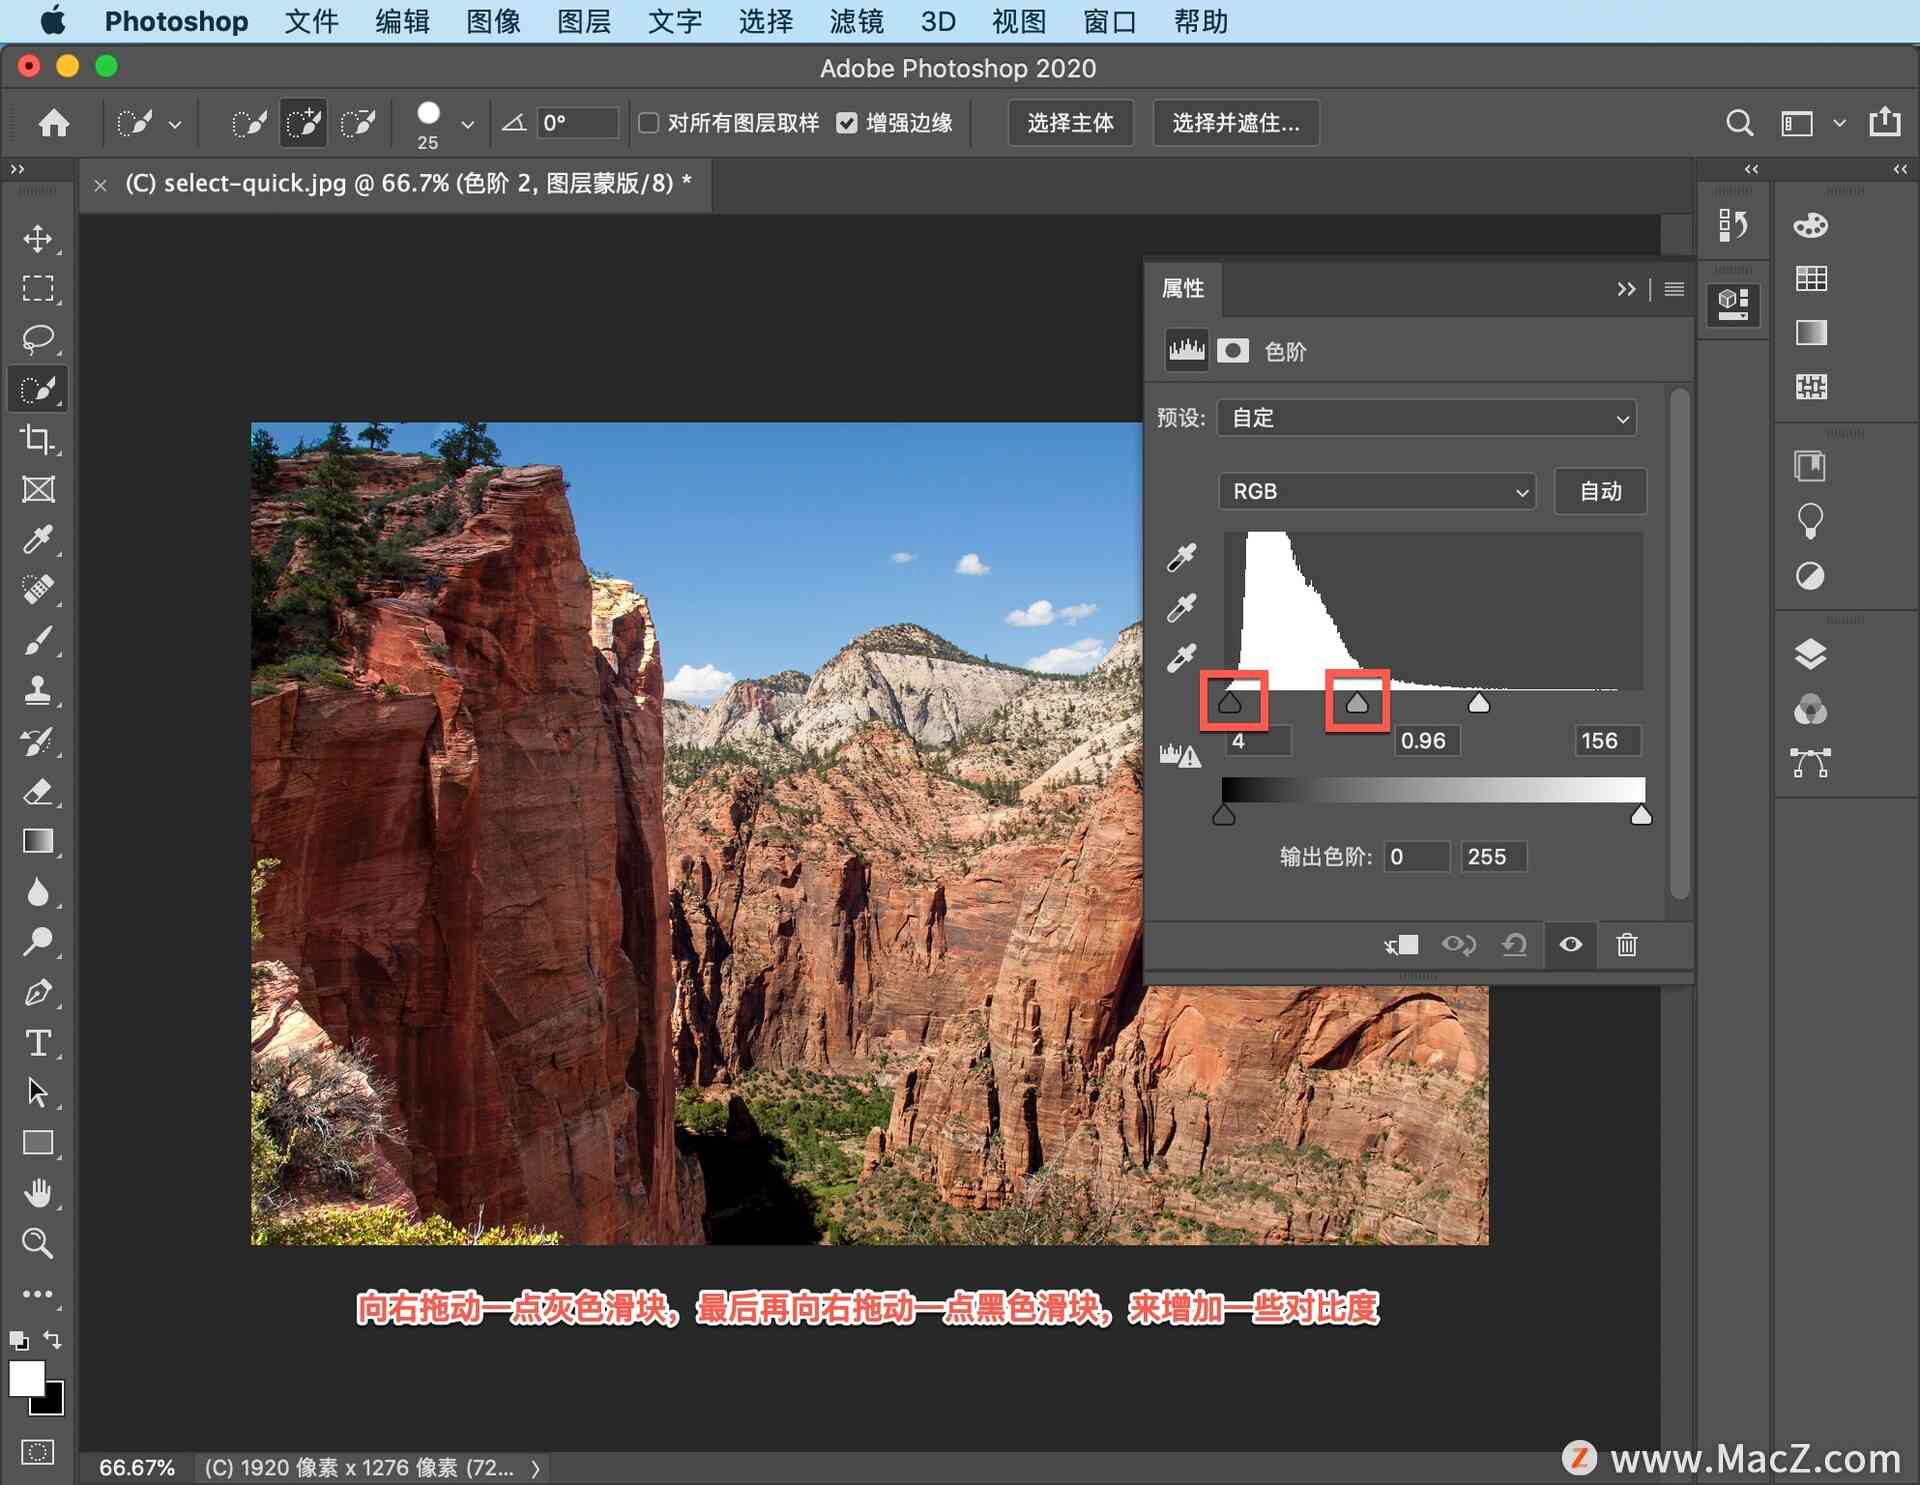 Photoshop 文件 编辑 图像 图层 文字 选择 滤镜 3D 视图 窗口 帮助
Adobe Photoshop 2020
25 0° 对所有图层取样 增强边缘 选择主体 选择并遮住...
(C) select-quick.jpg @ 66.7% (色阶 2, 图层蒙版/8) *
属性
色阶
预设: 自定
RGB 自动
4 0.96 156
输出色阶: 0 255
向右拖动一点灰色滑块，最后再向右拖动一点黑色滑块，来增加一些对比度
66.67% (C) 1920 像素 x 1276 像素 (72...
Z www.MacZ.com